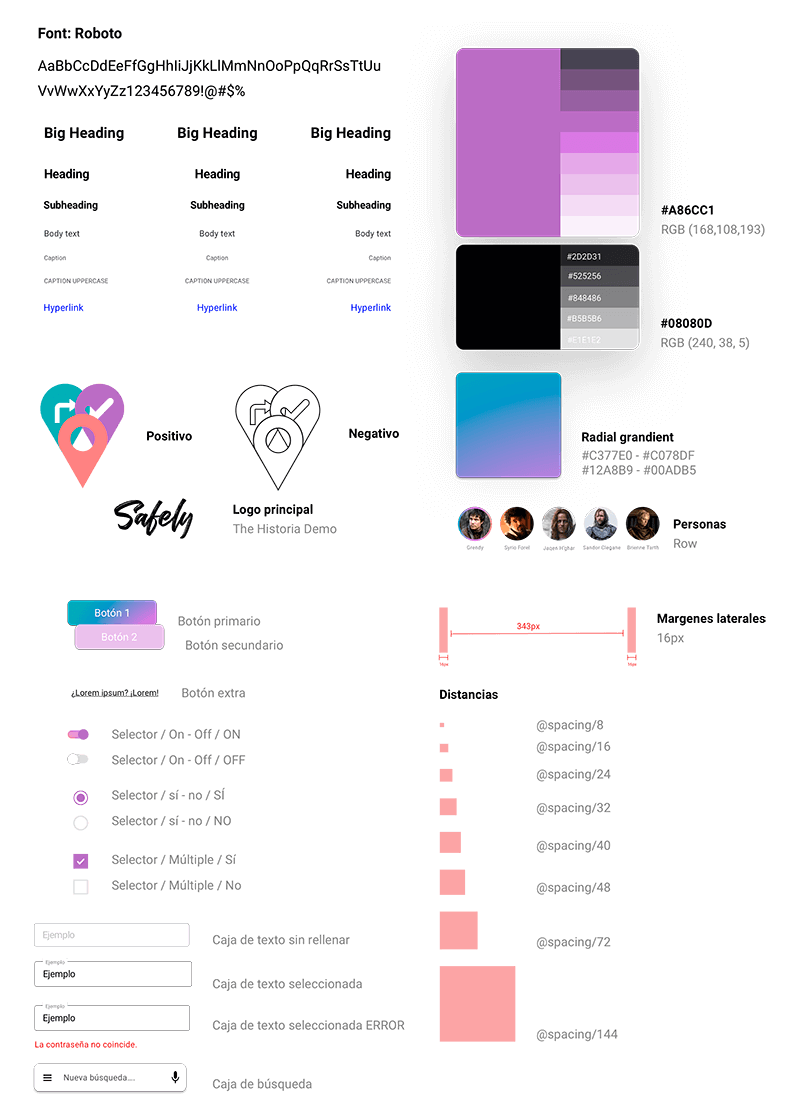 Font: Roboto
AaBbCcDdEeFfGgHhIiJjKkLlMmNnOoPpQqRrSsTtUu
VvWwXxYyZz123456789!@#$%
Big Heading Big Heading Big Heading
Heading Heading Heading
Subheading Subheading Subheading
Body text Body text Body text
Caption Caption Caption
CAPTION UPPERCASE CAPTION UPPERCASE CAPTION UPPERCASE
Hyperlink Hyperlink Hyperlink
#A86CC1
RGB (168,108,193)
#2D2D31
#525256
#848486
#B5B5B6
#E1E1E2
#08080D
RGB (240, 38, 5)
Positivo
Negativo
Safely
Logo principal
The Historia Demo
Radial grandient
#C377E0 - #C078DF
#12A8B9 - #00ADB5
Syrio Forel Jaqen H'ghar Sandor Clegane Brienne Tarth
Personas
Row
Botón 1
Botón primario
Botón 2
Botón secundario
¿Lorem ipsum? ¡Lorem!
Botón extra
Selector / On - Off / ON
Selector / On - Off / OFF
Selector / sí - no / SÍ
Selector / sí - no / NO
Selector / Múltiple / Sí
Selector / Múltiple / No
Ejemplo
Caja de texto sin rellenar
Ejemplo
Ejemplo
Caja de texto seleccionada
Ejemplo
Ejemplo
Caja de texto seleccionada ERROR
La contraseña no coincide.
Nueva búsqueda...
Caja de búsqueda
343px
16px 16px
Margenes laterales
16px
Distancias
@spacing/8
@spacing/16
@spacing/24
@spacing/32
@spacing/40
@spacing/48
@spacing/72
@spacing/144